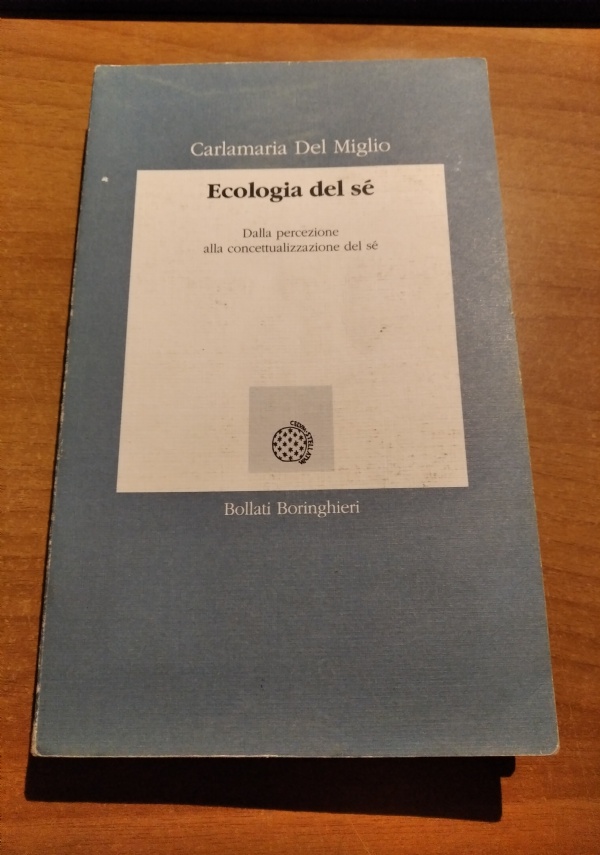 Carlamaria Del Miglio
Ecologia del sé
Dalla percezione
alla concettualizzazione del sé
Bollati Boringhieri